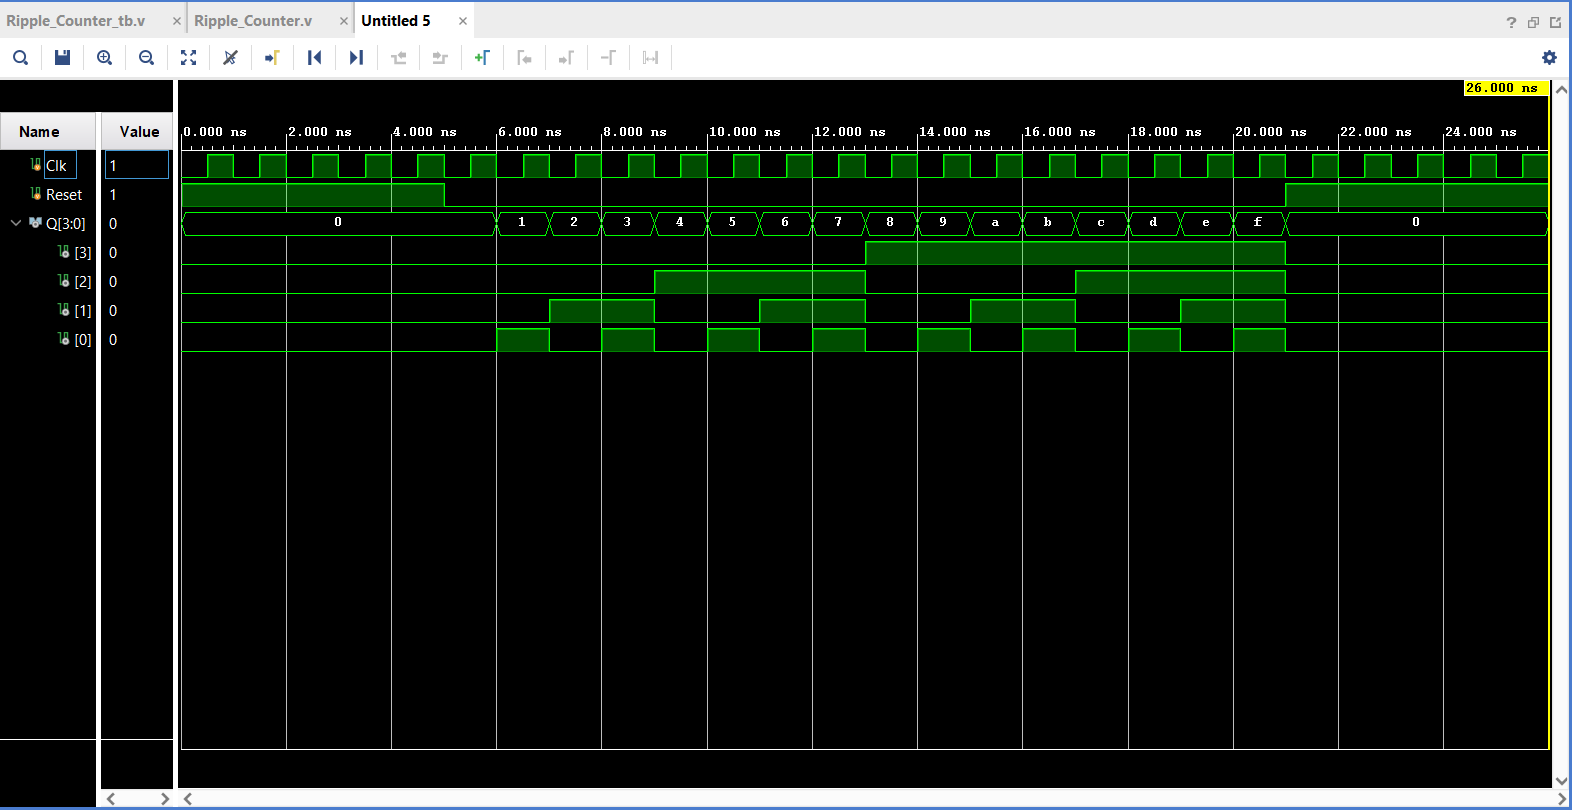 Ripple_Counter_tb.v × Ripple_Counter.v × Untitled 5 ×
26.000 ns
Name Value
0.000 ns 2.000 ns 4.000 ns 6.000 ns 8.000 ns 10.000 ns 12.000 ns 14.000 ns 16.000 ns 18.000 ns 20.000 ns 22.000 ns 24.000 ns
Clk 1
Reset 1
Q[3:0] 0 0 1 2 3 4 5 6 7 8 9 a b c d e f 0
[3] 0
[2] 0
[1] 0
[0] 0